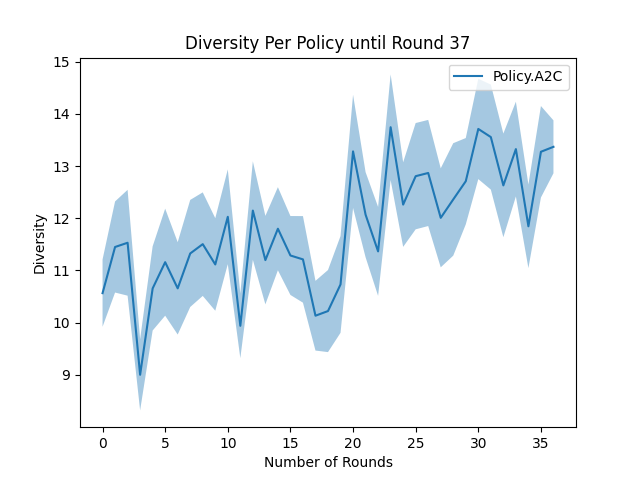 Diversity Per Policy until Round 37
Policy.A2C
15
14
13
12
11
10
9
Diversity
0 5 10 15 20 25 30 35
Number of Rounds